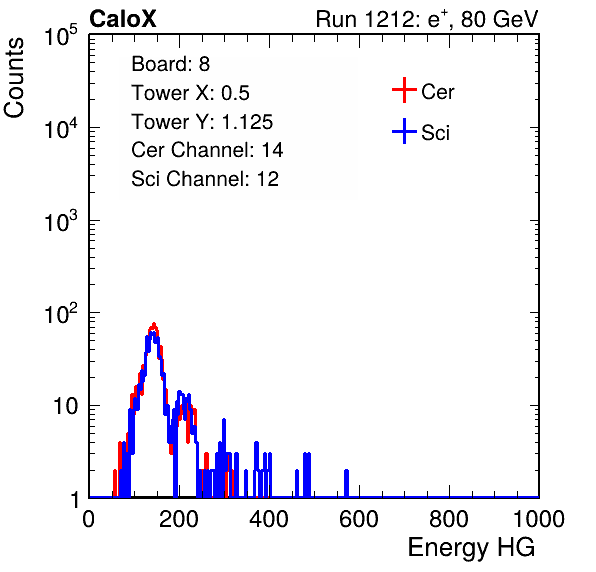 CaloX Run 1212: e⁺, 80 GeV
Counts
10⁵
10⁴
10³
10²
10
1
Board: 8
Tower X: 0.5
Tower Y: 1.125
Cer Channel: 14
Sci Channel: 12
Cer
Sci
0 200 400 600 800 1000
Energy HG